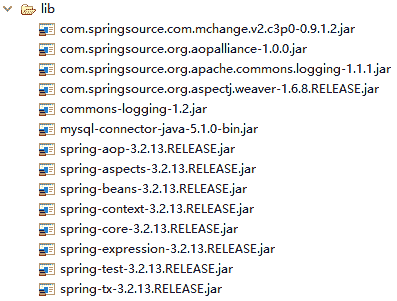 lib
com.springsource.com.mchange.v2.c3p0-0.9.1.2.jar
com.springsource.org.aopalliance-1.0.0.jar
com.springsource.org.apache.commons.logging-1.1.1.jar
com.springsource.org.aspectj.weaver-1.6.8.RELEASE.jar
commons-logging-1.2.jar
mysql-connector-java-5.1.0-bin.jar
spring-aop-3.2.13.RELEASE.jar
spring-aspects-3.2.13.RELEASE.jar
spring-beans-3.2.13.RELEASE.jar
spring-context-3.2.13.RELEASE.jar
spring-core-3.2.13.RELEASE.jar
spring-expression-3.2.13.RELEASE.jar
spring-test-3.2.13.RELEASE.jar
spring-tx-3.2.13.RELEASE.jar